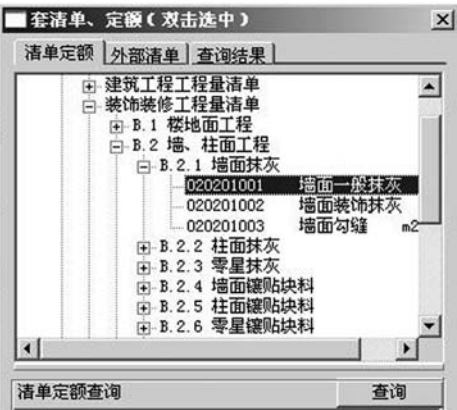 套清单、定额(双击选中)
清单定额 外部清单 查询结果
建筑工程工程量清单
装饰装修工程量清单
B.1 楼地面工程
B.2 墙、柱面工程
B.2.1 墙面抹灰
020201001 墙面一般抹灰
020201002 墙面装饰抹灰
020201003 墙面勾缝 m2
B.2.2 柱面抹灰
B.2.3 零星抹灰
B.2.4 墙面镶贴块料
B.2.5 柱面镶贴块料
B.2.6 零星镶贴块料
清单定额查询 查询